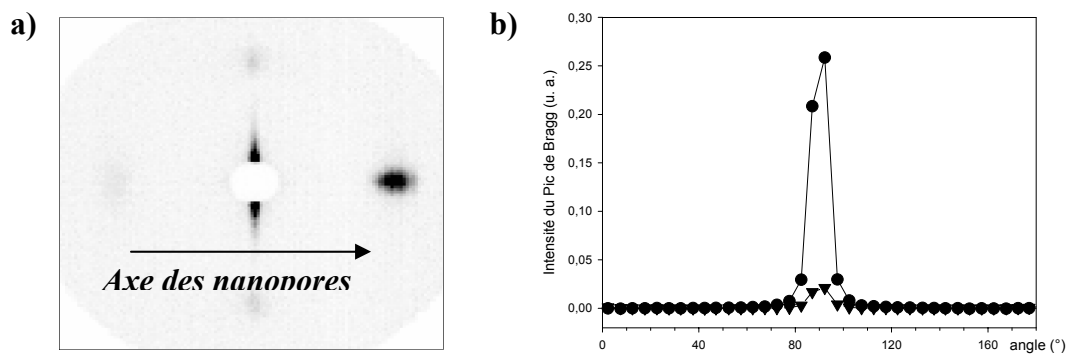 a)
Axe des nanopores
b)
Intensité du Pic de Bragg (u. a.)
0,30
0,25
0,20
0,15
0,10
0,05
0,00
0 40 80 120 160 angle (°)